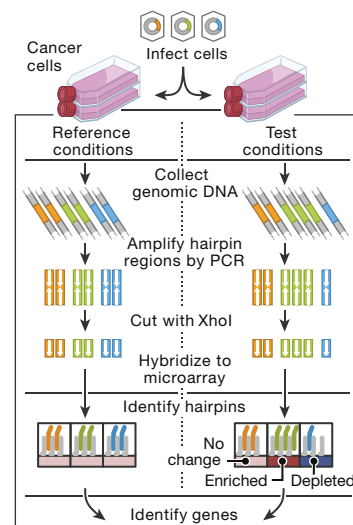 Cancer
cells
Infect cells
Reference
conditions
Test
conditions
Collect
genomic DNA
Amplify hairpin
regions by PCR
Cut with XhoI
Hybridize to
microarray
Identify hairpins
No
change
Enriched
Depleted
Identify genes